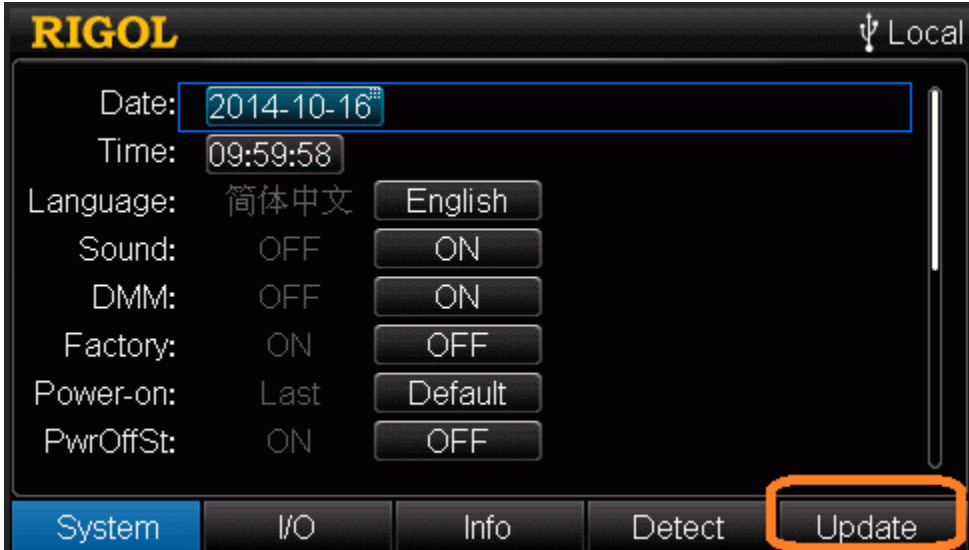 RIGOL Local
Date: 2014-10-16
Time: 09:59:58
Language: 简体中文 English
Sound: OFF ON
DMM: OFF ON
Factory: ON OFF
Power-on: Last Default
PwrOffSt: ON OFF
System I/O Info Detect Update